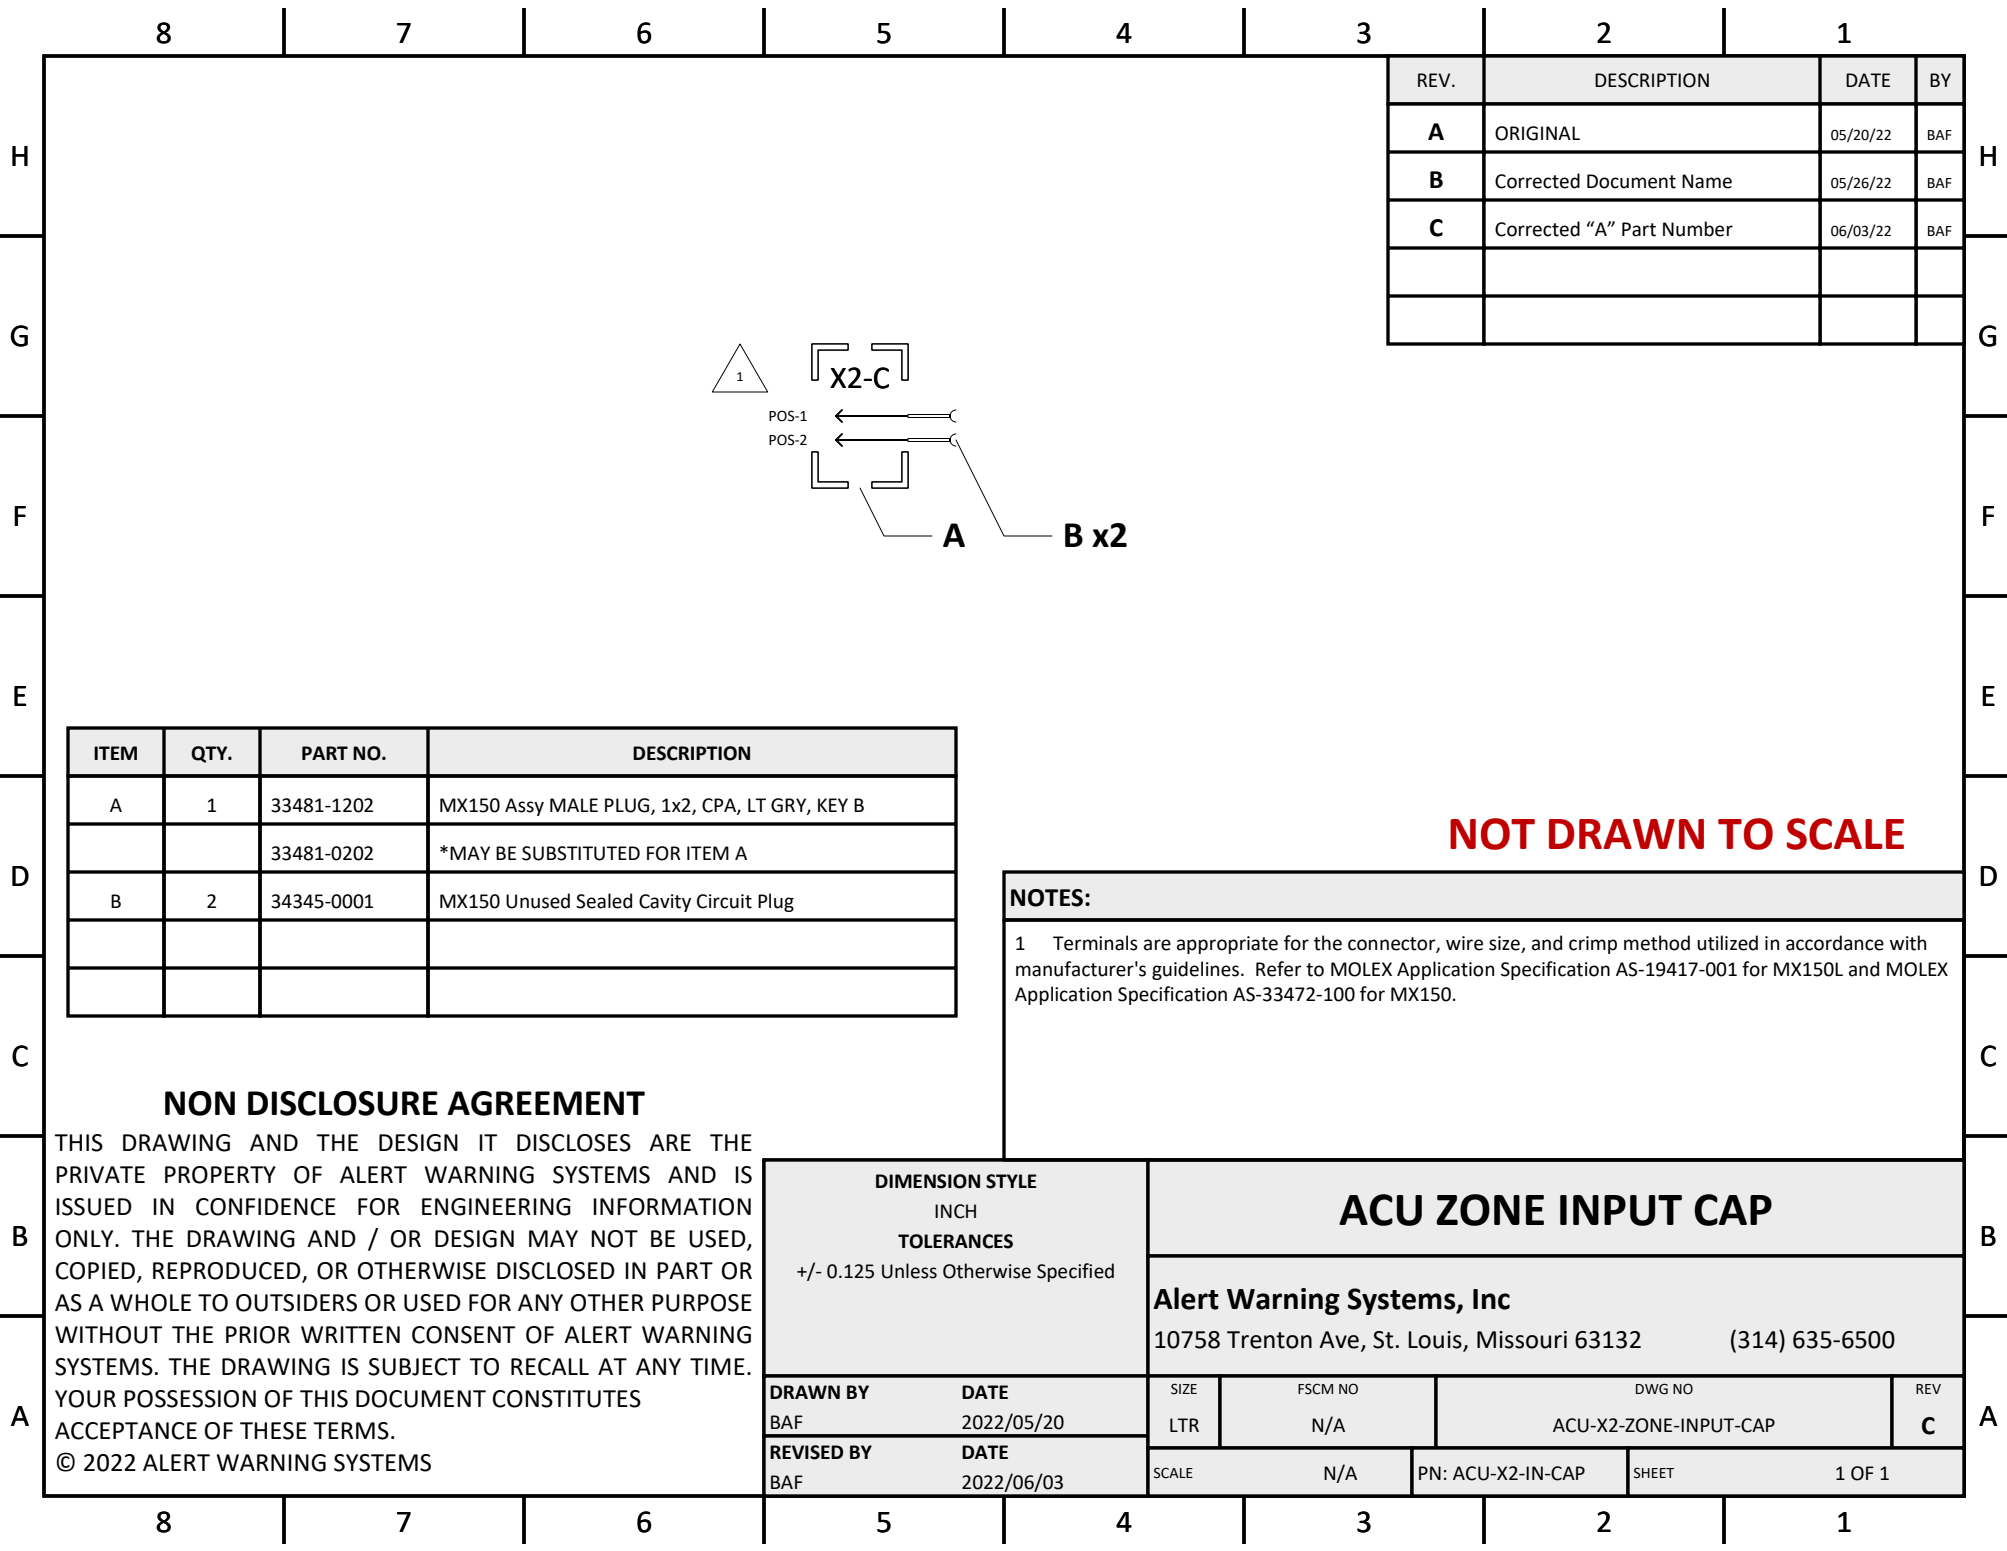 8 7 6 5 4 3 2 1
REV. DESCRIPTION DATE BY
A ORIGINAL 05/20/22 BAF
B Corrected Document Name 05/26/22 BAF
C Corrected “A” Part Number 06/03/22 BAF
H H
G G
1
X2-C
POS-1
POS-2
F F
A B x2
E E
ITEM QTY. PART NO. DESCRIPTION
A 1 33481-1202 MX150 Assy MALE PLUG, 1x2, CPA, LT GRY, KEY B
33481-0202 *MAY BE SUBSTITUTED FOR ITEM A
B 2 34345-0001 MX150 Unused Sealed Cavity Circuit Plug
NOT DRAWN TO SCALE
D D
NOTES:
1 Terminals are appropriate for the connector, wire size, and crimp method utilized in accordance with
manufacturer's guidelines. Refer to MOLEX Application Specification AS-19417-001 for MX150L and MOLEX
Application Specification AS-33472-100 for MX150.
C C
NON DISCLOSURE AGREEMENT
THIS DRAWING AND THE DESIGN IT DISCLOSES ARE THE
PRIVATE PROPERTY OF ALERT WARNING SYSTEMS AND IS
ISSUED IN CONFIDENCE FOR ENGINEERING INFORMATION
ONLY. THE DRAWING AND / OR DESIGN MAY NOT BE USED,
COPIED, REPRODUCED, OR OTHERWISE DISCLOSED IN PART OR
AS A WHOLE TO OUTSIDERS OR USED FOR ANY OTHER PURPOSE
WITHOUT THE PRIOR WRITTEN CONSENT OF ALERT WARNING
SYSTEMS. THE DRAWING IS SUBJECT TO RECALL AT ANY TIME.
YOUR POSSESSION OF THIS DOCUMENT CONSTITUTES
ACCEPTANCE OF THESE TERMS.
© 2022 ALERT WARNING SYSTEMS
B B
DIMENSION STYLE
INCH
TOLERANCES
+/- 0.125 Unless Otherwise Specified
ACU ZONE INPUT CAP
Alert Warning Systems, Inc
10758 Trenton Ave, St. Louis, Missouri 63132 (314) 635-6500
A A
DRAWN BY DATE
BAF 2022/05/20
REVISED BY DATE
BAF 2022/06/03
SIZE FSCM NO DWG NO REV
LTR N/A ACU-X2-ZONE-INPUT-CAP C
SCALE N/A PN: ACU-X2-IN-CAP SHEET 1 OF 1
8 7 6 5 4 3 2 1